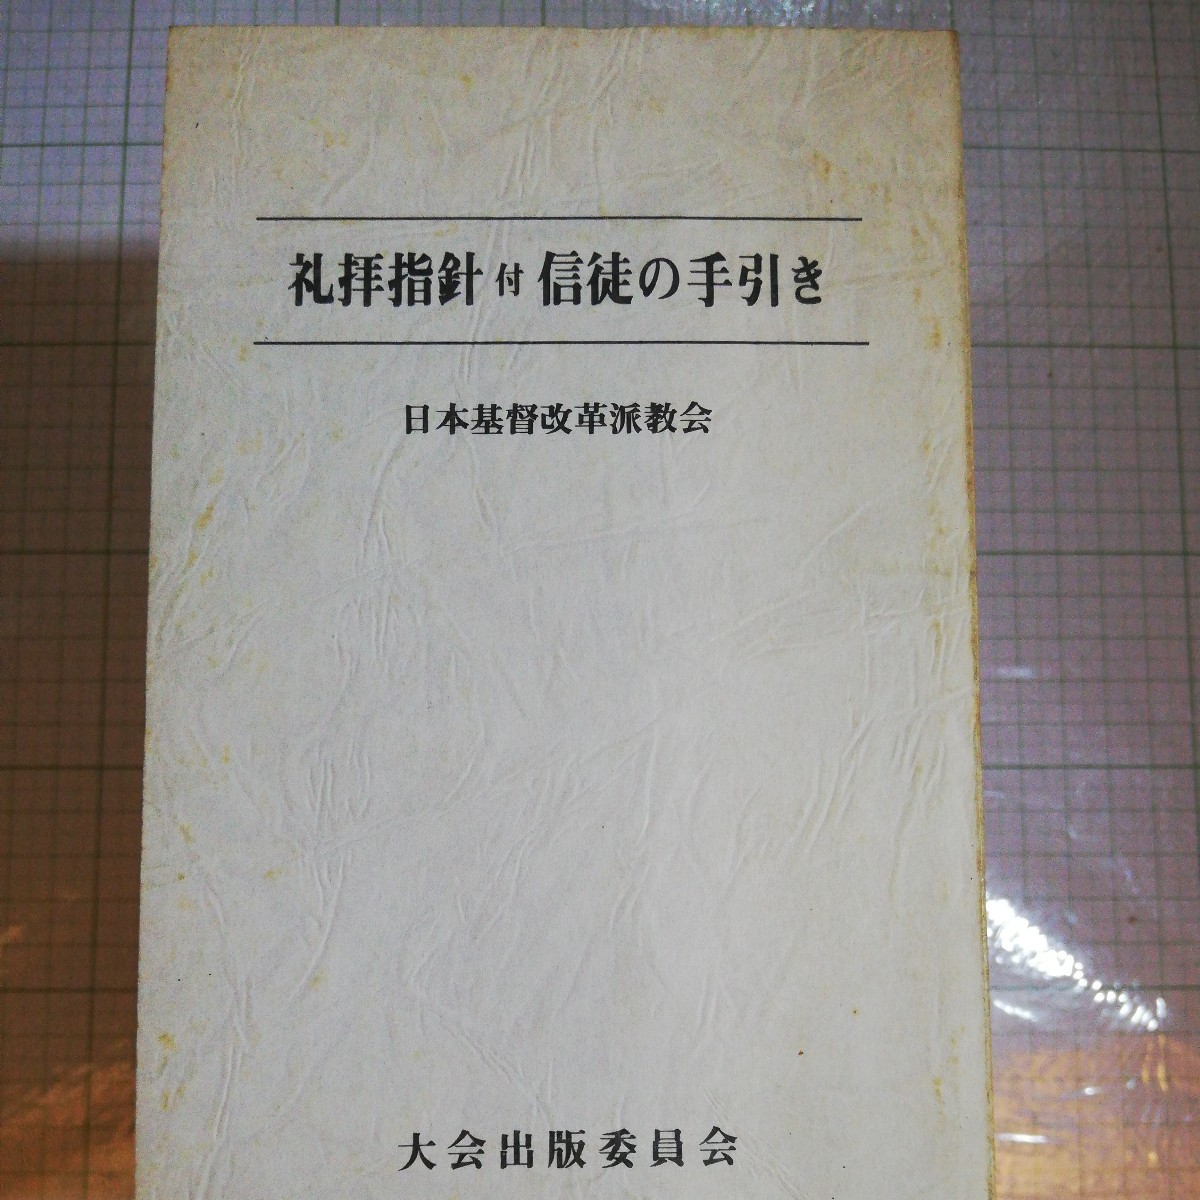 礼拝指針付信徒の手引き
日本基督改革派教会
大会出版委員会